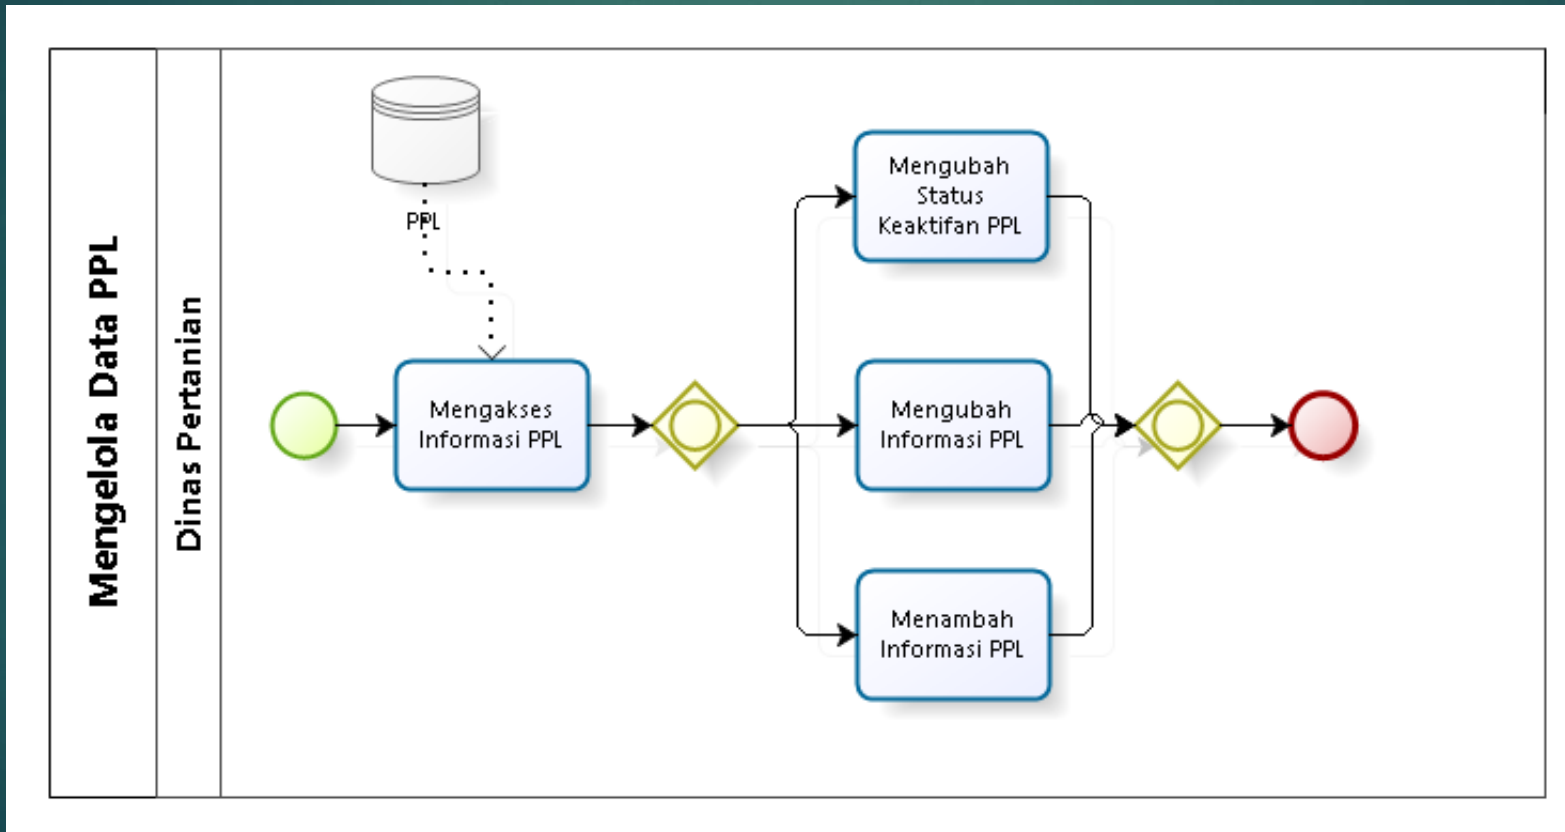 Mengelola Data PPL
Dinas Pertanian
PPL
Mengakses
Informasi PPL
Mengubah
Status
Keaktifan PPL
Mengubah
Informasi PPL
Menambah
Informasi PPL